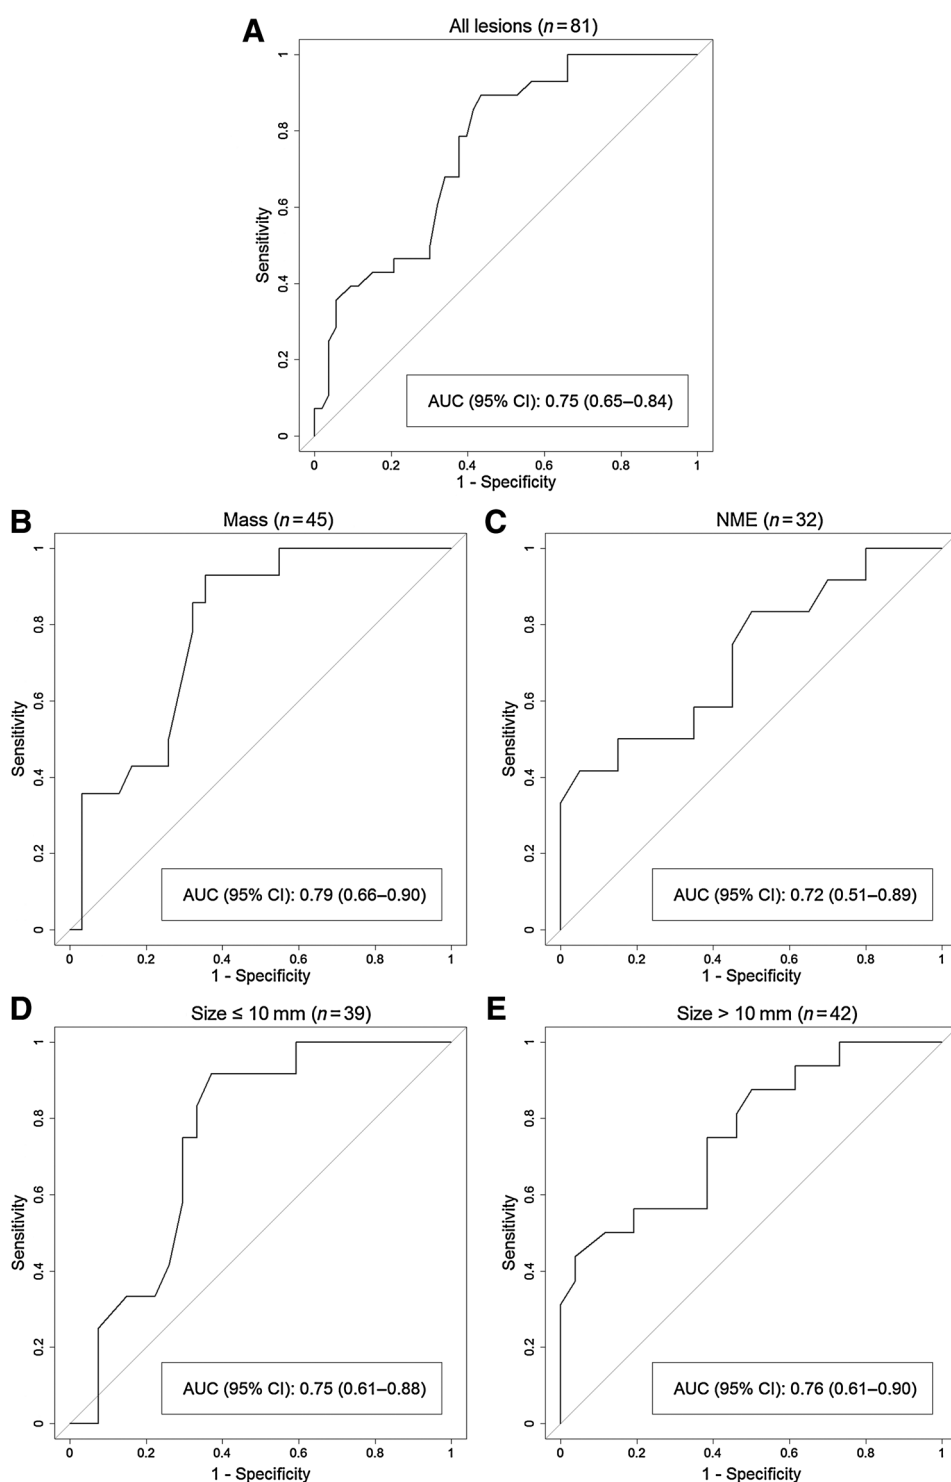 A
All lesions (n=81)
Sensitivity
1
0.8
0.6
0.4
0.2
0
AUC (95% CI): 0.75 (0.65–0.84)
0 0.2 0.4 0.6 0.8 1
1 - Specificity
B
Mass (n=45)
Sensitivity
1
0.8
0.6
0.4
0.2
0
AUC (95% CI): 0.79 (0.66–0.90)
0 0.2 0.4 0.6 0.8 1
1 - Specificity
C
NME (n=32)
Sensitivity
1
0.8
0.6
0.4
0.2
0
AUC (95% CI): 0.72 (0.51–0.89)
0 0.2 0.4 0.6 0.8 1
1 - Specificity
D
Size ≤ 10 mm (n=39)
Sensitivity
1
0.8
0.6
0.4
0.2
0
AUC (95% CI): 0.75 (0.61–0.88)
0 0.2 0.4 0.6 0.8 1
1 - Specificity
E
Size > 10 mm (n=42)
Sensitivity
1
0.8
0.6
0.4
0.2
0
AUC (95% CI): 0.76 (0.61–0.90)
0 0.2 0.4 0.6 0.8 1
1 - Specificity